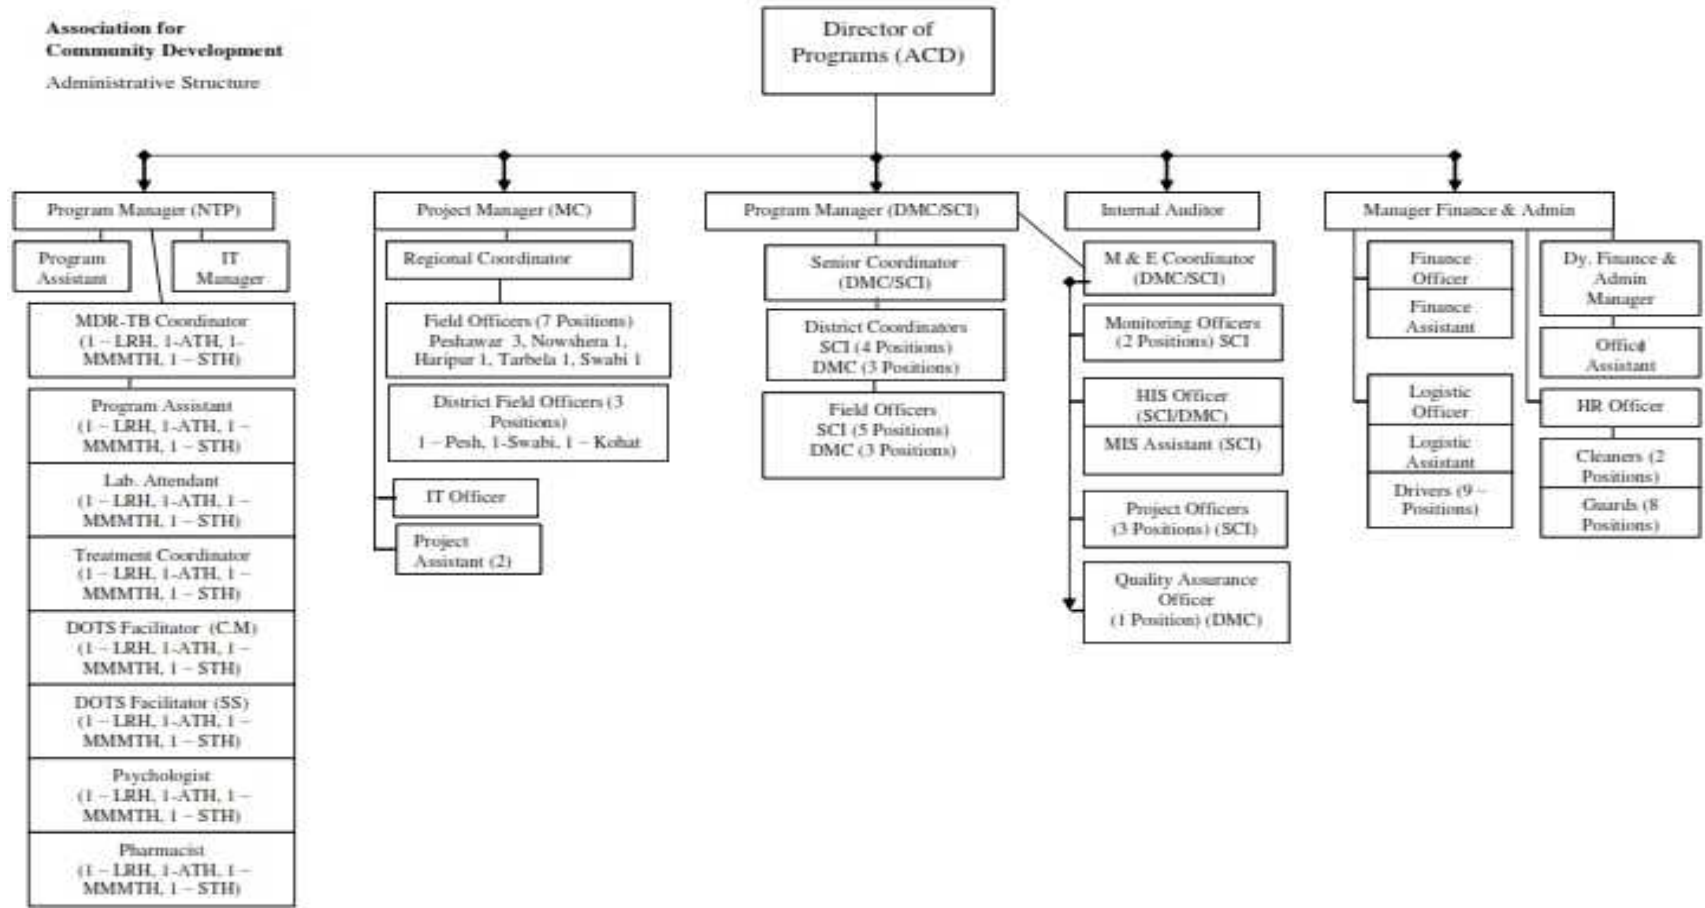 Association for
Community Development
Administrative Structure
Director of
Programs (ACD)
Program Manager (NTP)
Program
Assistant
IT
Manager
MDR-TB Coordinator
(1 – LRH, 1-ATH, 1-
MMMTH, 1 – STH)
Program Assistant
(1 – LRH, 1-ATH, 1 –
MMMTH, 1 – STH)
Lab. Attendant
(1 – LRH, 1-ATH, 1 –
MMMTH, 1 – STH)
Treatment Coordinator
(1 – LRH, 1-ATH, 1 –
MMMTH, 1 – STH)
DOTS Facilitator (C.M)
(1 – LRH, 1-ATH, 1 –
MMMTH, 1 – STH)
DOTS Facilitator (SS)
(1 – LRH, 1-ATH, 1 –
MMMTH, 1 – STH)
Psychologist
(1 – LRH, 1-ATH, 1 –
MMMTH, 1 – STH)
Pharmacist
(1 – LRH, 1-ATH, 1 –
MMMTH, 1 – STH)
Project Manager (MC)
Regional Coordinator
Field Officers (7 Positions)
Peshawar 3, Nowshera 1,
Haripur 1, Tarbela 1, Swabi 1
District Field Officers (3
Positions)
1 – Pesh, 1-Swabi, 1 – Kohat
IT Officer
Project
Assistant (2)
Program Manager (DMC/SCI)
Senior Coordinator
(DMC/SCI)
District Coordinators
SCI (4 Positions)
DMC (3 Positions)
Field Officers
SCI (5 Positions)
DMC (3 Positions)
Internal Auditor
M & E Coordinator
(DMC/SCI)
Monitoring Officers
(2 Positions) SCI
HIS Officer
(SCI/DMC)
MIS Assistant (SCI)
Project Officers
(3 Positions) (SCI)
Quality Assurance
Officer
(1 Position) (DMC)
Manager Finance & Admin
Finance
Officer
Finance
Assistant
Logistic
Officer
Logistic
Assistant
Drivers (9 –
Positions)
Dy. Finance &
Admin
Manager
Office
Assistant
HR Officer
Cleaners (2
Positions)
Guards (8
Positions)